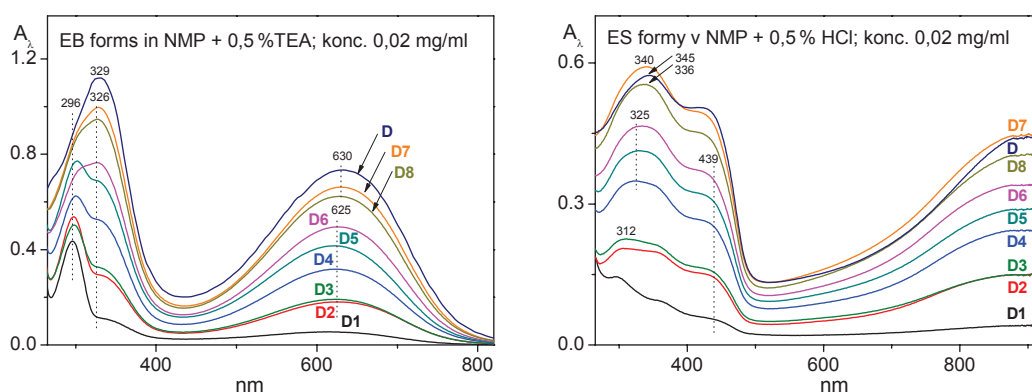 A_λ
EB forms in NMP + 0,5 %TEA; konc. 0,02 mg/ml
1.2
0.8
0.4
0.0
296
329
326
630
625
D
D7
D8
D6
D5
D4
D3
D2
D1
200
400
600
800
nm
A_λ
ES formy v NMP + 0,5 % HCl; konc. 0,02 mg/ml
0.6
0.3
0.0
340
345
336
325
439
312
D7
D
D8
D6
D5
D4
D3
D2
D1
400
600
800
nm